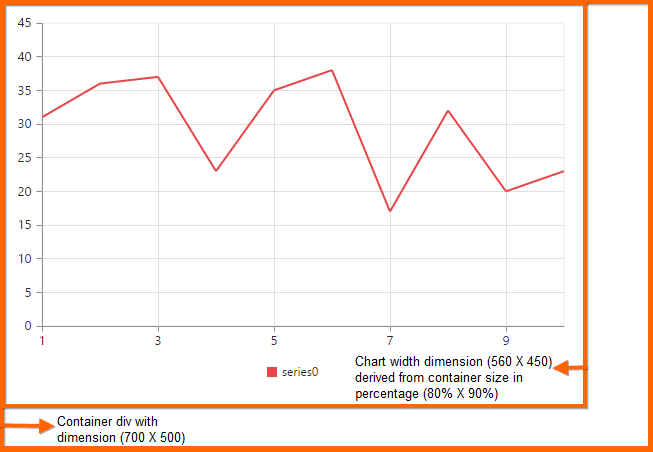 45
40
35
30
25
20
15
10
5
0
1 3 5 7 9
series0
Chart width dimension (560 X 450)
derived from container size in
percentage (80% X 90%)
Container div with
dimension (700 X 500)